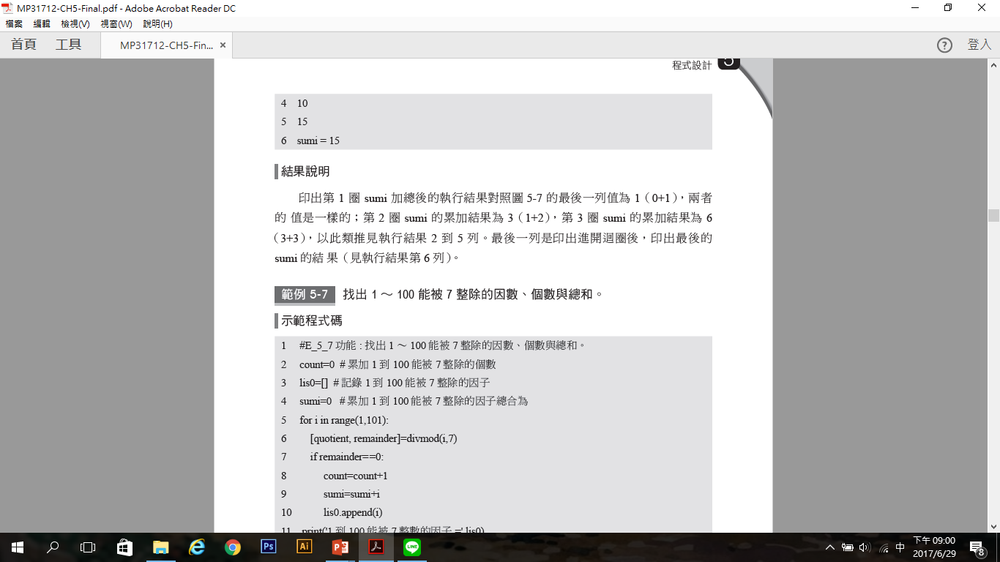 MP31712-CH5-Final.pdf - Adobe Acrobat Reader DC
檔案 編輯 檢視(V) 視窗(W) 說明(H)
首頁 工具 MP31712-CH5-Fin... × ? 登入
程式設計 5
4 10
5 15
6 sumi = 15
結果說明
印出第 1 圈 sumi 加總後的執行結果對照圖 5-7 的最後一列值為 1（0+1），兩者
的 值是一樣的；第 2 圈 sumi 的累加結果為 3（1+2），第 3 圈 sumi 的累加結果為 6
（3+3），以此類推見執行結果 2 到 5 列。最後一列是印出進開迴圈後，印出最後的
sumi 的結 果（見執行結果第 6 列）。
範例 5-7 找出 1 ～ 100 能被 7 整除的因數、個數與總和。
示範程式碼
1 #E_5_7 功能 : 找出 1 ～ 100 能被 7 整除的因數、個數與總和。
2 count=0 # 累加 1 到 100 能被 7 整除的個數
3 lis0=[] # 記錄 1 到 100 能被 7 整除的因子
4 sumi=0 # 累加 1 到 100 能被 7 整除的因子總合為
5 for i in range(1,101):
6 [quotient, remainder]=divmod(i,7)
7 if remainder==0:
8 count=count+1
9 sumi=sumi+i
10 lis0.append(i)
11 print('1 到 100 能被 7 整數的因子 =',lis0)
Ps Ai LINE 中 下午 09:00
2017/6/29 8